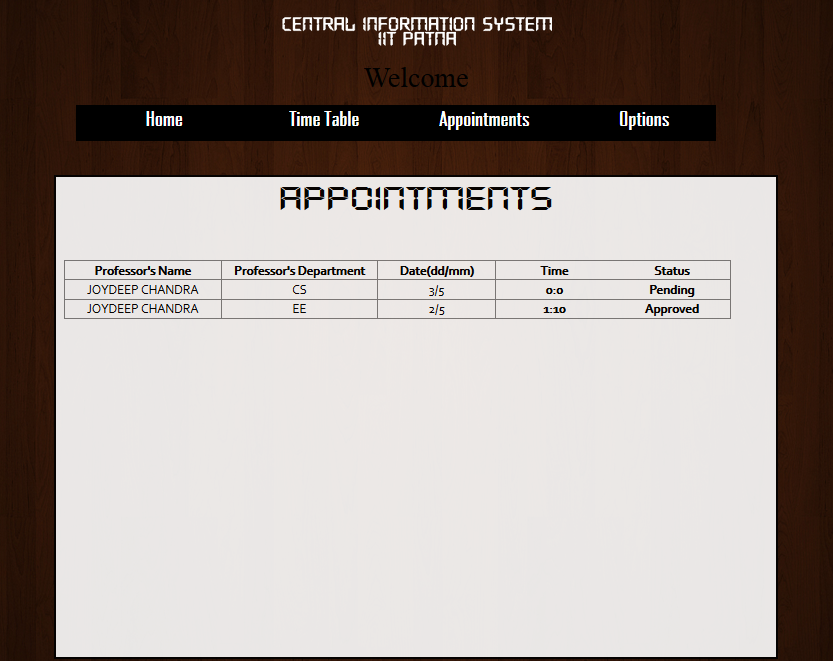 CENTRAL INFORMATION SYSTEM
IIT PATNA
Welcome
Home Time Table Appointments Options
APPOINTMENTS
Professor's Name Professor's Department Date(dd/mm) Time Status
JOYDEEP CHANDRA CS 3/5 0:0 Pending
JOYDEEP CHANDRA EE 2/5 1:10 Approved